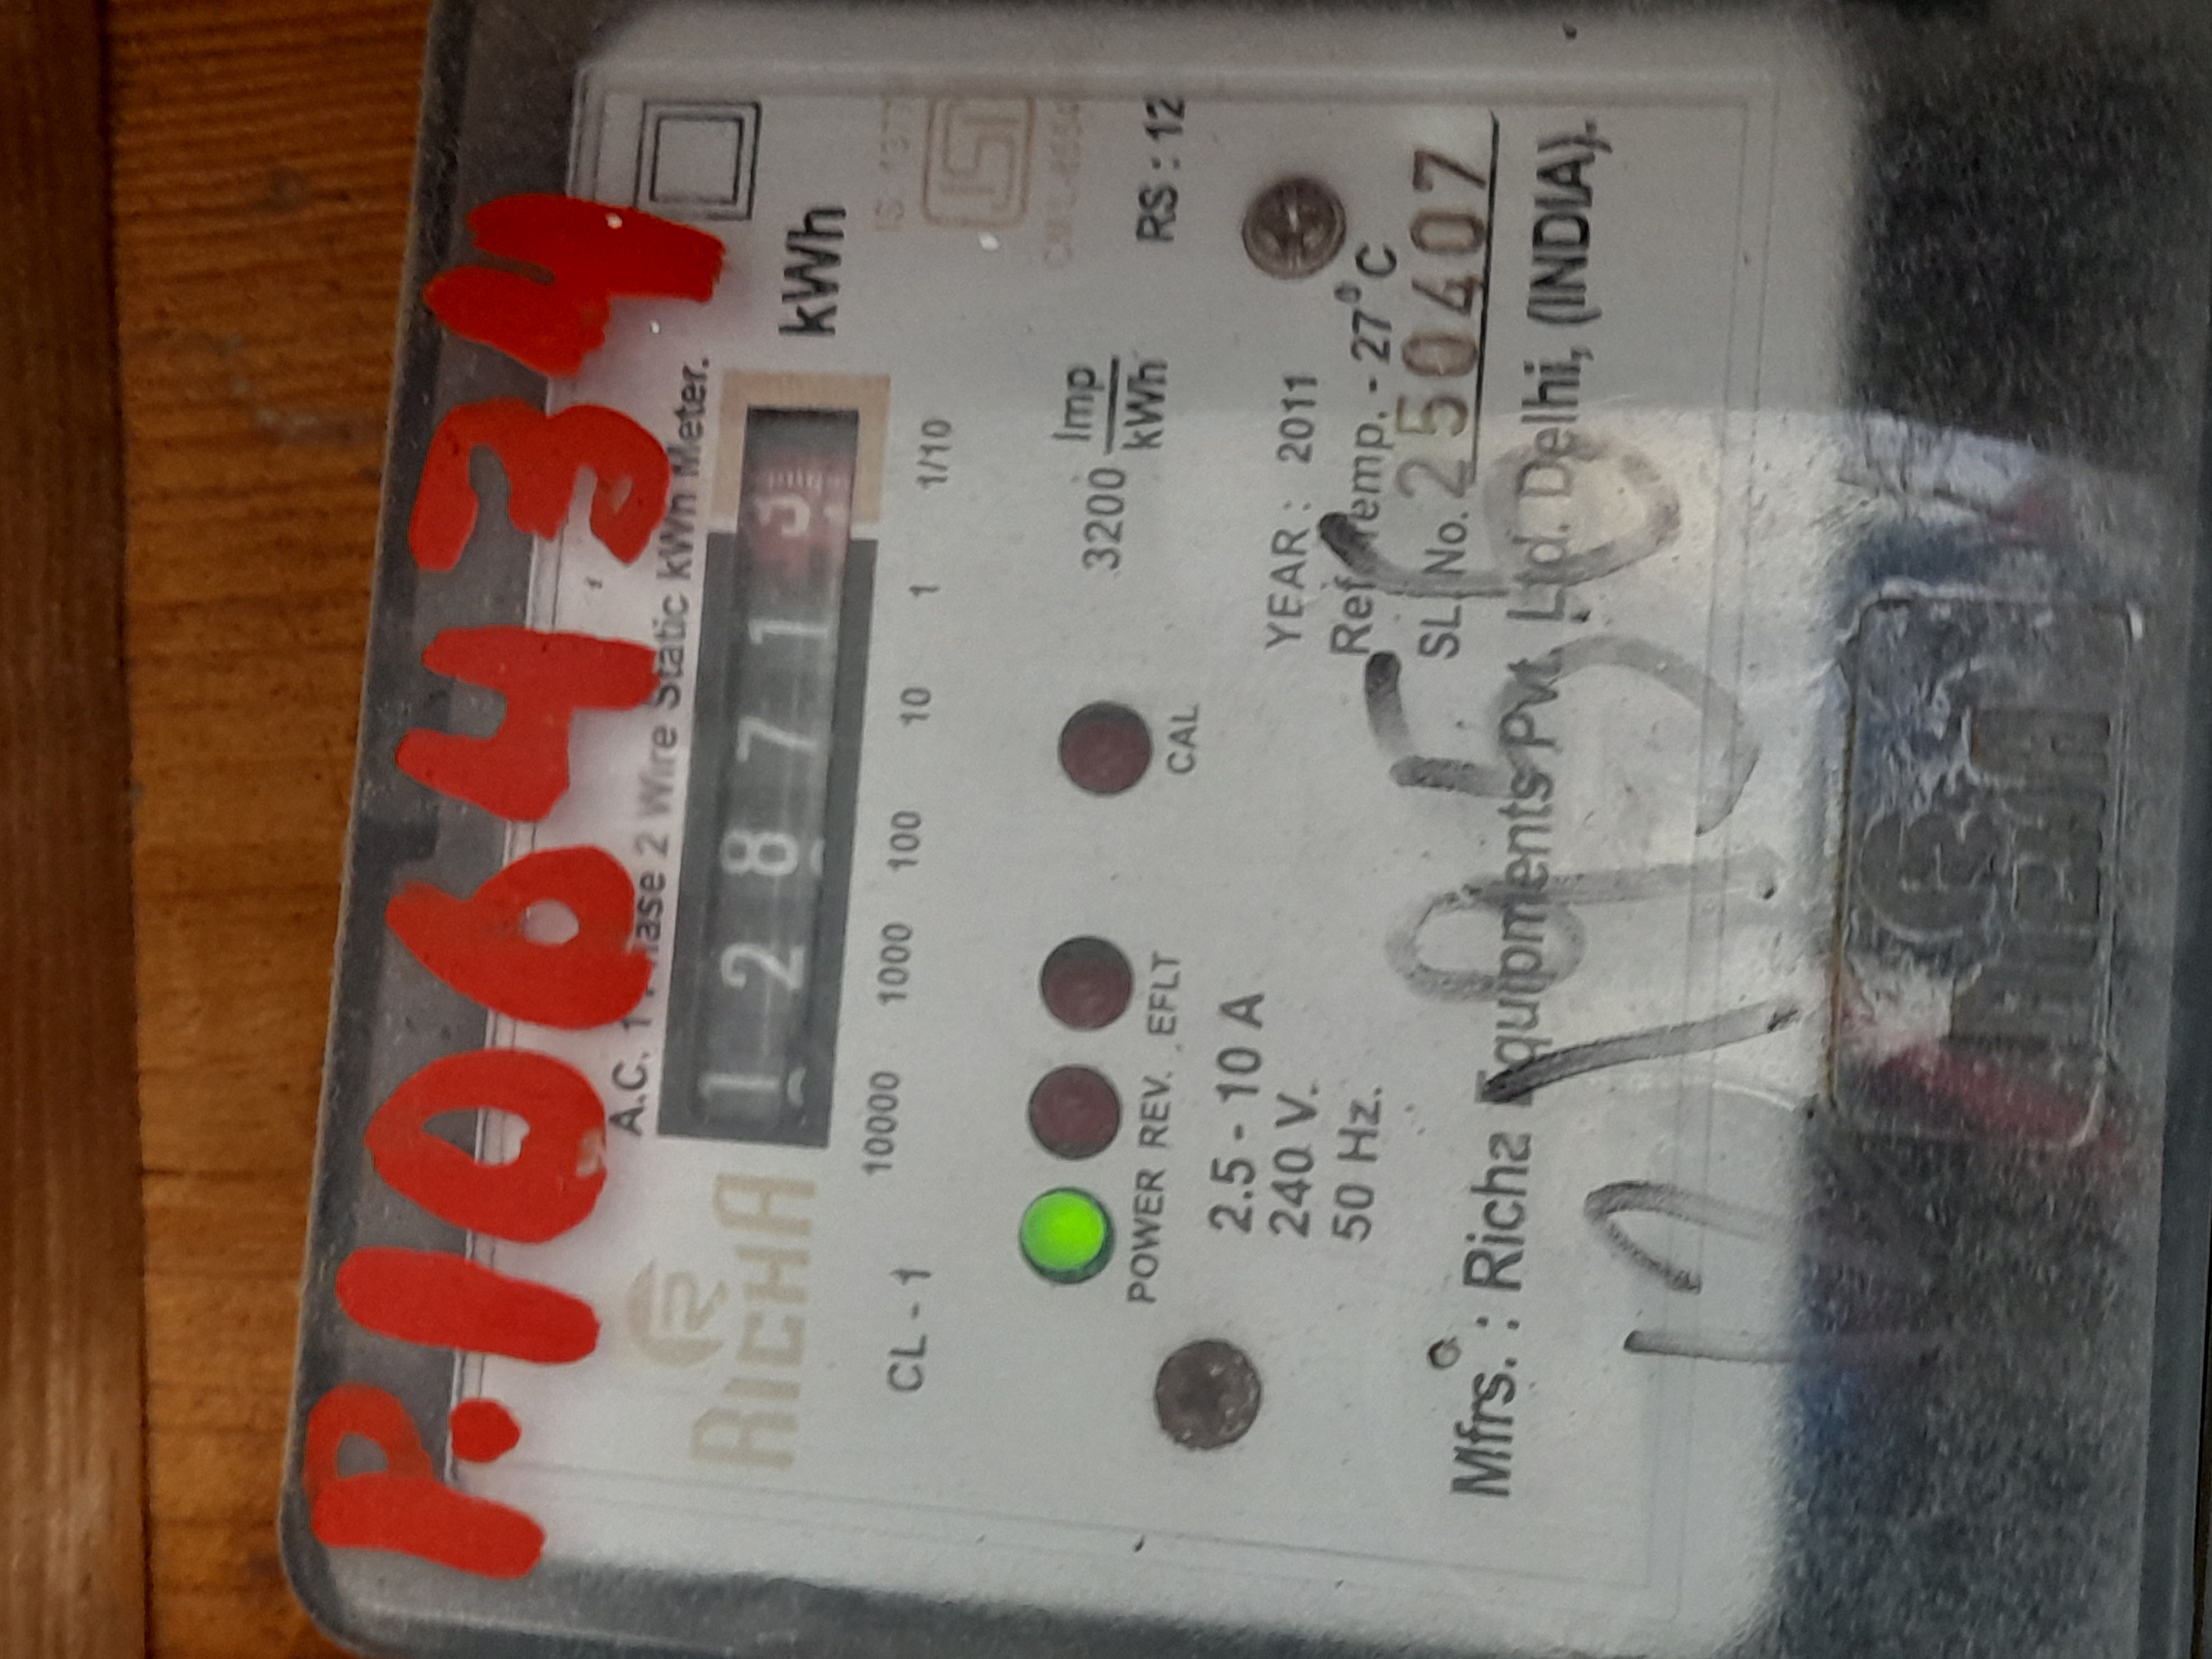 P.106434
A.C. 1 Phase 2 Wire Static kWh Meter.
RICHA
1 2 8 7 1 3
kWh
10000 1000 100 10 1 1/10
CL - 1
3200 Imp/kWh
RS : 12
POWER REV. EFLT
CAL
2.5 - 10 A
240 V.
50 Hz.
YEAR : 2011
Ref Temp. - 27°C
SL. No. 250407
Mfrs. : Richa Equipments Pvt. Ltd. Delhi, (INDIA).